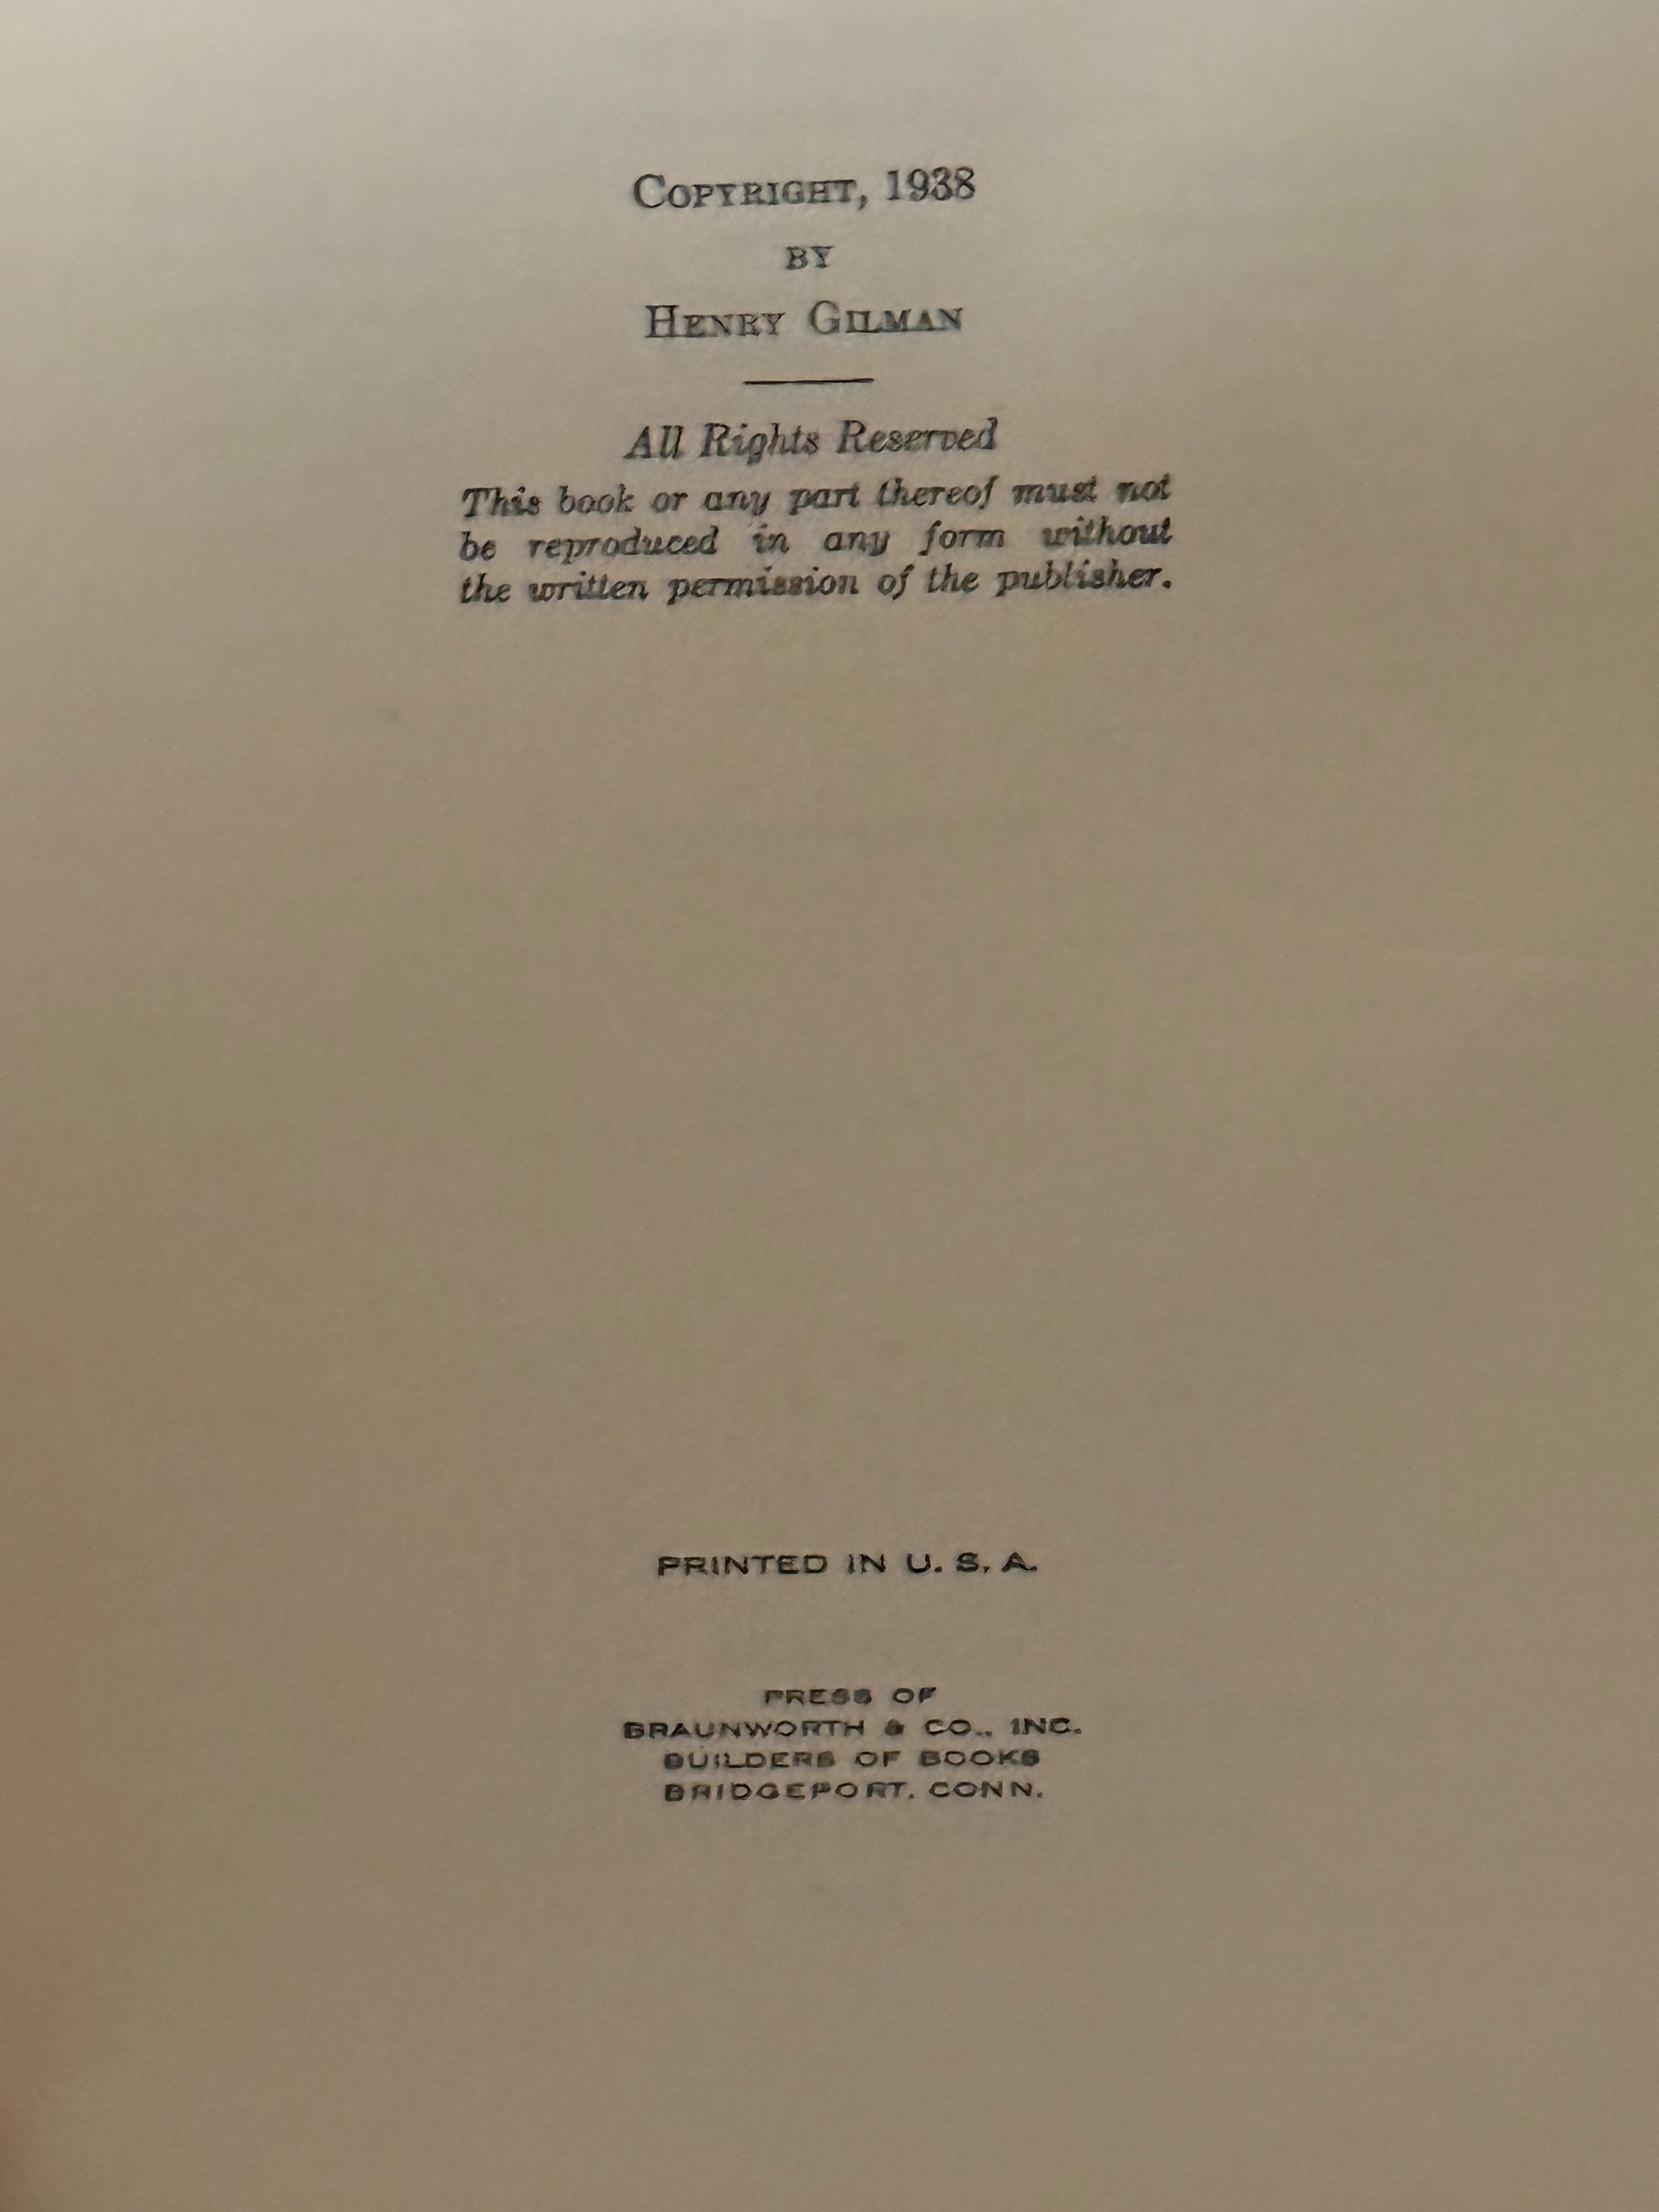 COPYRIGHT, 1938
BY
HENRY GILMAN
All Rights Reserved
This book or any part thereof must not
be reproduced in any form without
the written permission of the publisher.
PRINTED IN U. S. A.
PRESS OF
BRAUNWORTH & CO., INC.
BUILDERS OF BOOKS
BRIDGEPORT, CONN.